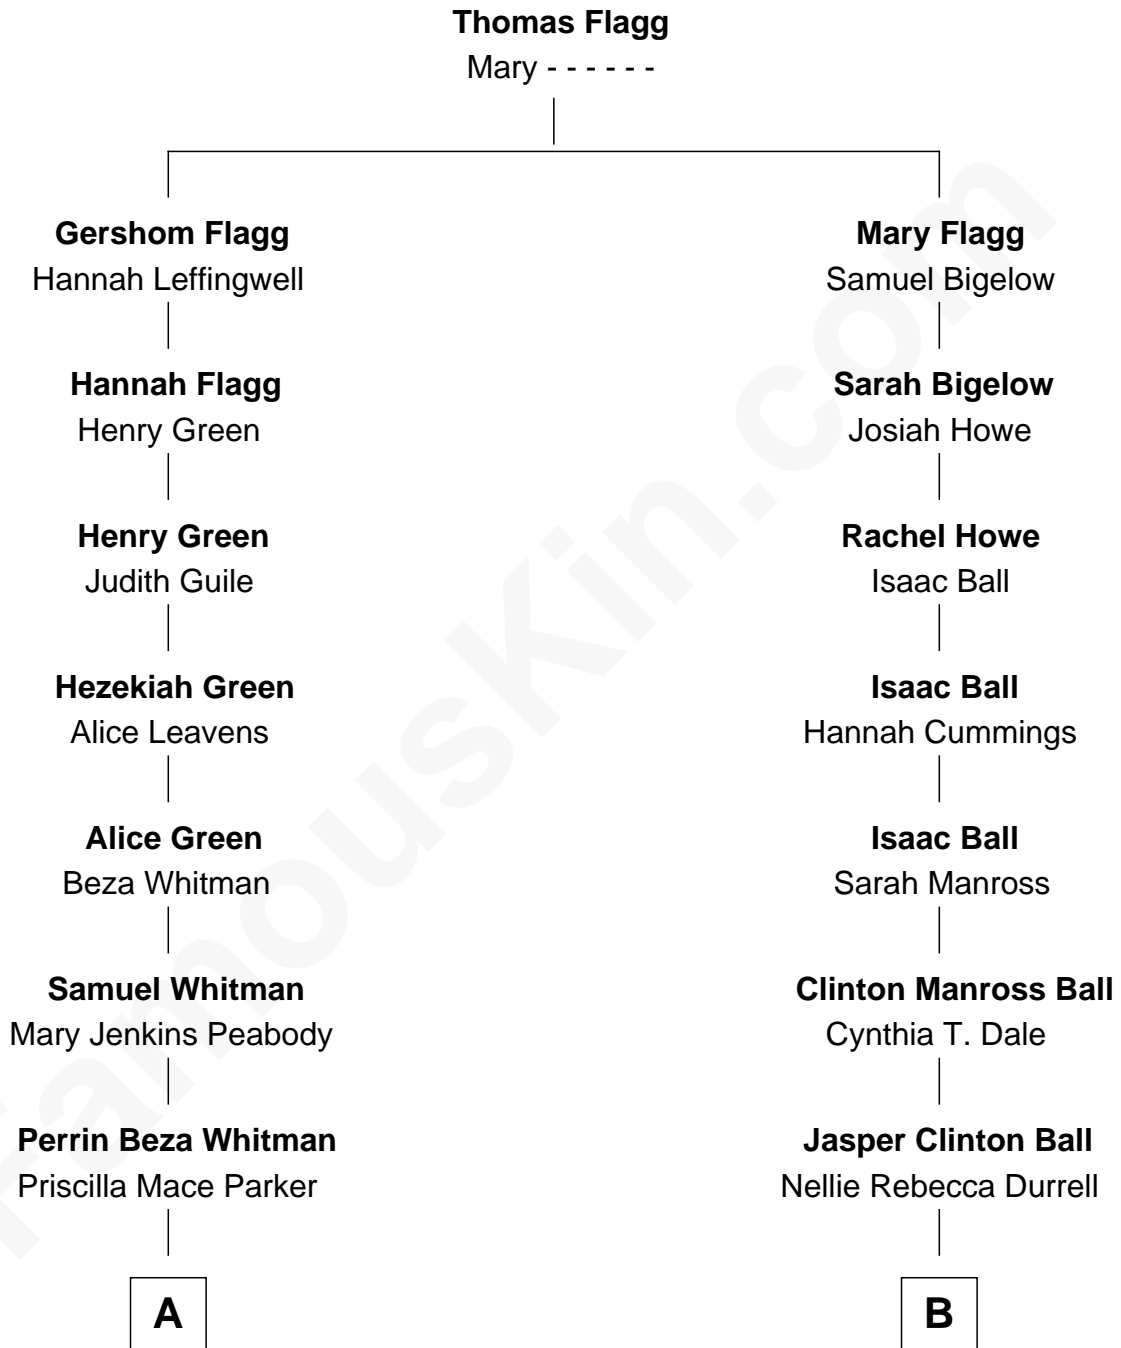 Thomas Flagg
Mary - - - - - -
Gershom Flagg
Hannah Leffingwell
Mary Flagg
Samuel Bigelow
Hannah Flagg
Henry Green
Sarah Bigelow
Josiah Howe
Henry Green
Judith Guile
Rachel Howe
Isaac Ball
Hezekiah Green
Alice Leavens
Isaac Ball
Hannah Cummings
Alice Green
Beza Whitman
Isaac Ball
Sarah Manross
Samuel Whitman
Mary Jenkins Peabody
Clinton Manross Ball
Cynthia T. Dale
Perrin Beza Whitman
Priscilla Mace Parker
Jasper Clinton Ball
Nellie Rebecca Durrell
A
B
FamousKin.com